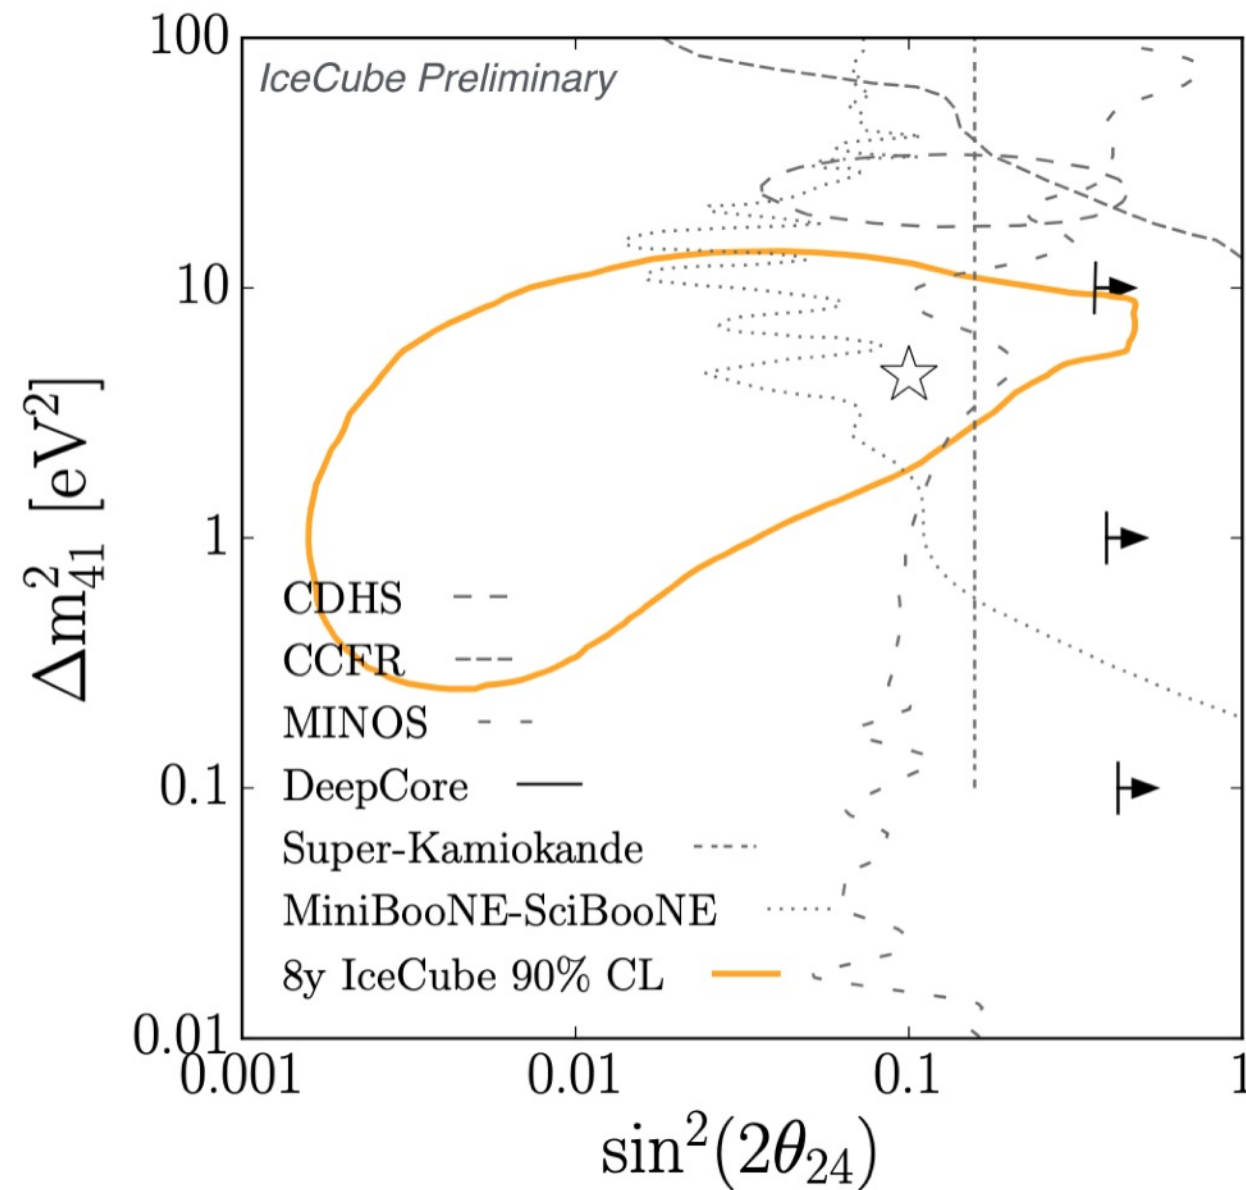 100
IceCube Preliminary
10
Δm²₄₁ [eV²]
1
CDHS
CCFR
MINOS
0.1
DeepCore
Super-Kamiokande
MiniBooNE-SciBooNE
8y IceCube 90% CL
0.01
0.001 0.01 0.1 1
sin²(2θ₂₄)